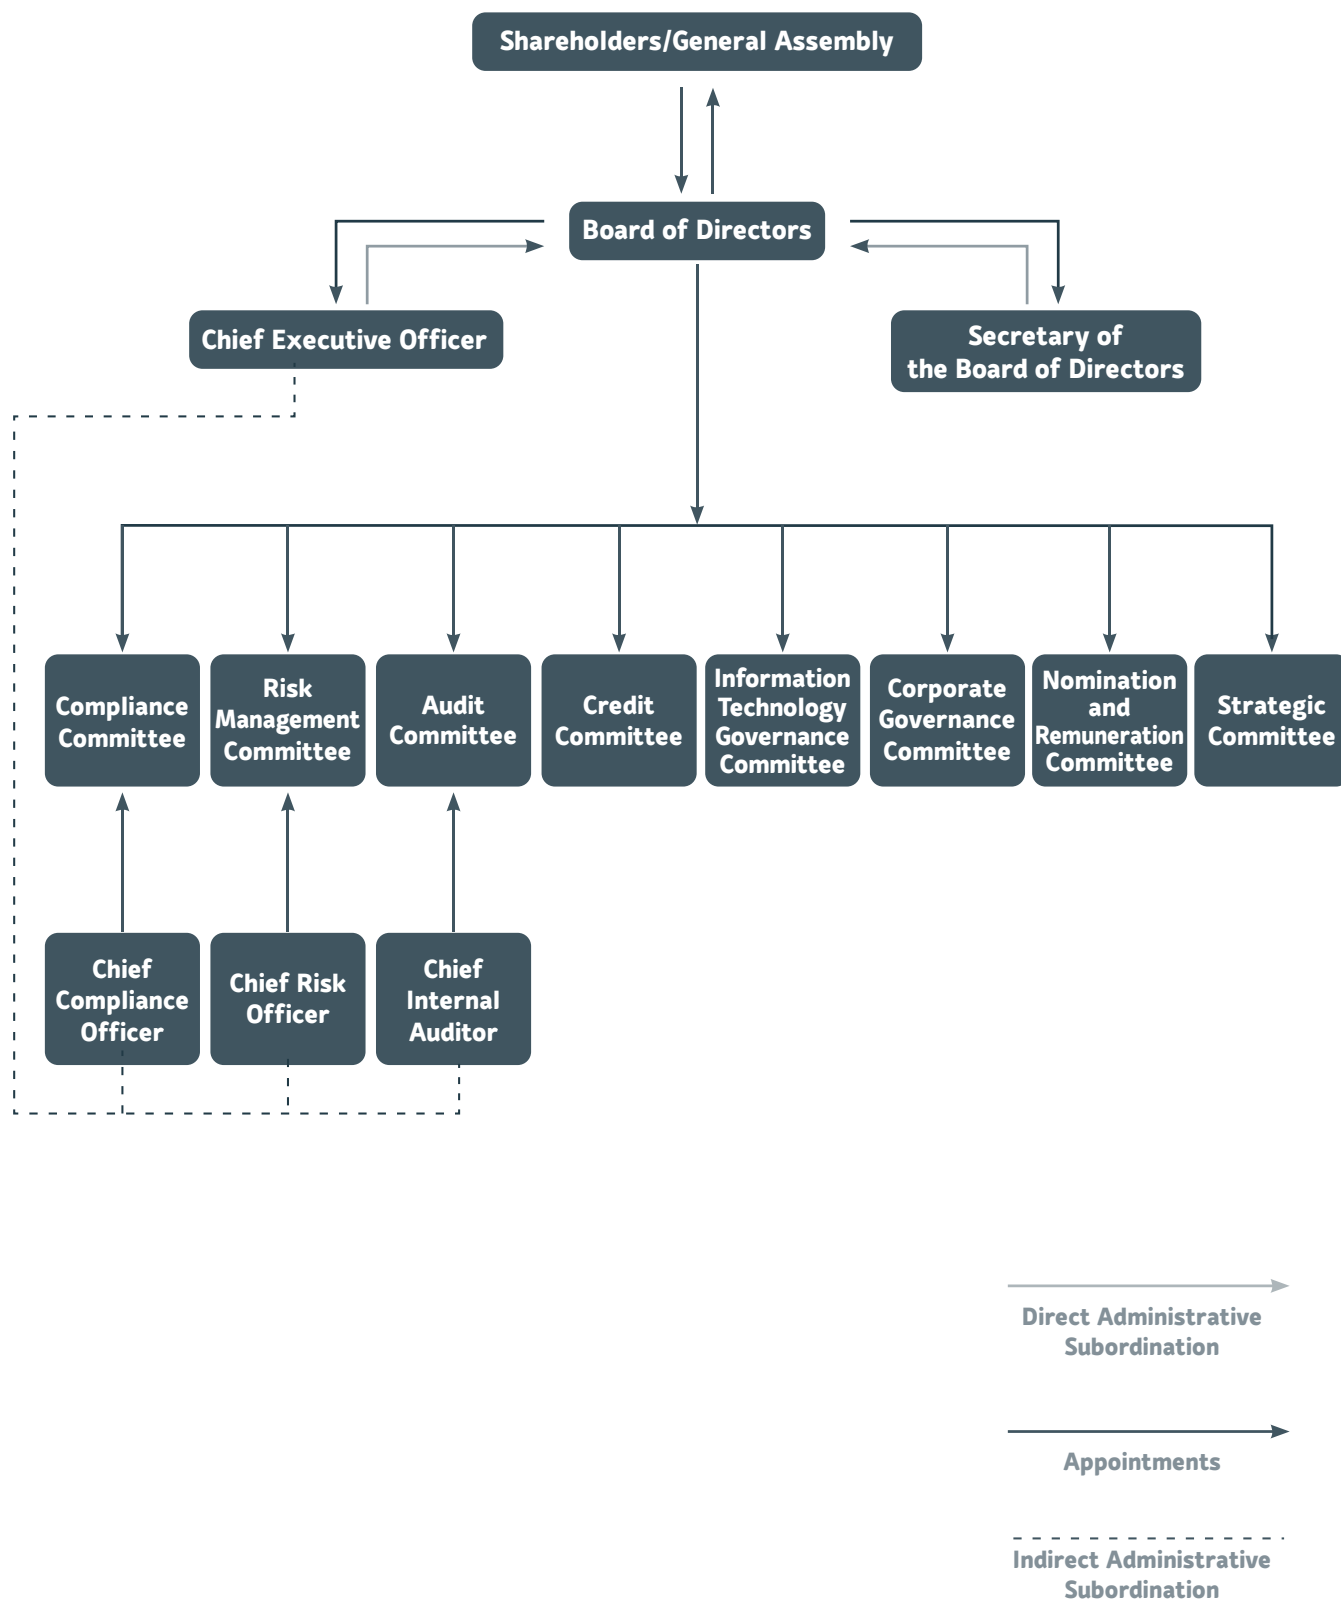 Shareholders/General Assembly
Board of Directors
Chief Executive Officer
Secretary of
the Board of Directors
Compliance
Committee
Risk
Management
Committee
Audit
Committee
Credit
Committee
Information
Technology
Governance
Committee
Corporate
Governance
Committee
Nomination
and
Remuneration
Committee
Strategic
Committee
Chief
Compliance
Officer
Chief Risk
Officer
Chief
Internal
Auditor
Direct Administrative
Subordination
Appointments
Indirect Administrative
Subordination